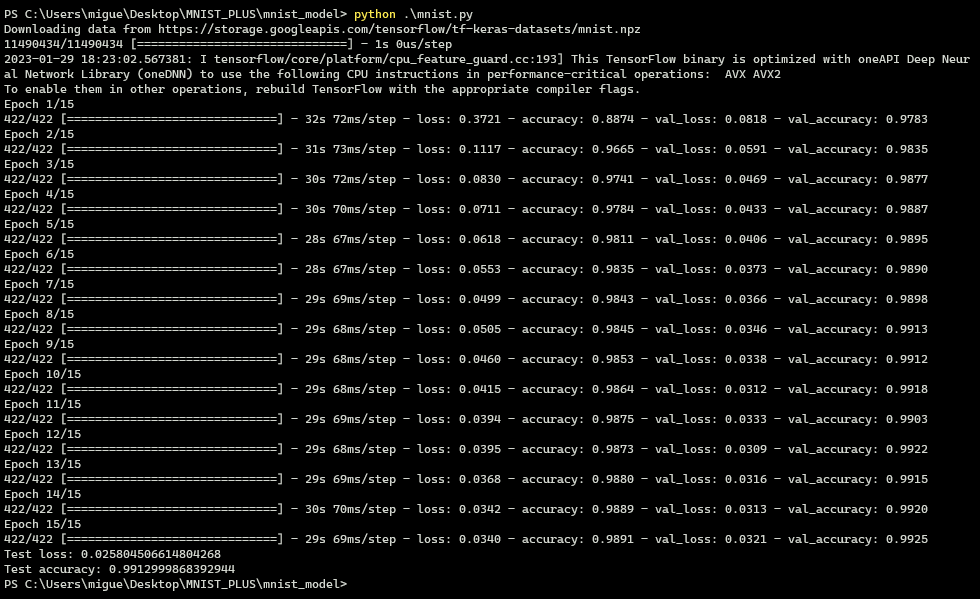 PS C:\Users\migue\Desktop\MNIST_PLUS\mnist_model> python .\mnist.py
Downloading data from https://storage.googleapis.com/tensorflow/tf-keras-datasets/mnist.npz
11490434/11490434 [==============================] - 1s 0us/step
2023-01-29 18:23:02.567381: I tensorflow/core/platform/cpu_feature_guard.cc:193] This TensorFlow binary is optimized with oneAPI Deep Neur
al Network Library (oneDNN) to use the following CPU instructions in performance-critical operations:  AVX AVX2
To enable them in other operations, rebuild TensorFlow with the appropriate compiler flags.
Epoch 1/15
422/422 [==============================] - 32s 72ms/step - loss: 0.3721 - accuracy: 0.8874 - val_loss: 0.0818 - val_accuracy: 0.9783
Epoch 2/15
422/422 [==============================] - 31s 73ms/step - loss: 0.1117 - accuracy: 0.9665 - val_loss: 0.0591 - val_accuracy: 0.9835
Epoch 3/15
422/422 [==============================] - 30s 72ms/step - loss: 0.0830 - accuracy: 0.9741 - val_loss: 0.0469 - val_accuracy: 0.9877
Epoch 4/15
422/422 [==============================] - 30s 70ms/step - loss: 0.0711 - accuracy: 0.9784 - val_loss: 0.0433 - val_accuracy: 0.9887
Epoch 5/15
422/422 [==============================] - 28s 67ms/step - loss: 0.0618 - accuracy: 0.9811 - val_loss: 0.0406 - val_accuracy: 0.9895
Epoch 6/15
422/422 [==============================] - 28s 67ms/step - loss: 0.0553 - accuracy: 0.9835 - val_loss: 0.0373 - val_accuracy: 0.9890
Epoch 7/15
422/422 [==============================] - 29s 69ms/step - loss: 0.0499 - accuracy: 0.9843 - val_loss: 0.0366 - val_accuracy: 0.9898
Epoch 8/15
422/422 [==============================] - 29s 68ms/step - loss: 0.0505 - accuracy: 0.9845 - val_loss: 0.0346 - val_accuracy: 0.9913
Epoch 9/15
422/422 [==============================] - 29s 68ms/step - loss: 0.0460 - accuracy: 0.9853 - val_loss: 0.0338 - val_accuracy: 0.9912
Epoch 10/15
422/422 [==============================] - 29s 68ms/step - loss: 0.0415 - accuracy: 0.9864 - val_loss: 0.0312 - val_accuracy: 0.9918
Epoch 11/15
422/422 [==============================] - 29s 69ms/step - loss: 0.0394 - accuracy: 0.9875 - val_loss: 0.0333 - val_accuracy: 0.9903
Epoch 12/15
422/422 [==============================] - 29s 68ms/step - loss: 0.0395 - accuracy: 0.9873 - val_loss: 0.0309 - val_accuracy: 0.9922
Epoch 13/15
422/422 [==============================] - 29s 69ms/step - loss: 0.0368 - accuracy: 0.9880 - val_loss: 0.0316 - val_accuracy: 0.9915
Epoch 14/15
422/422 [==============================] - 30s 70ms/step - loss: 0.0342 - accuracy: 0.9889 - val_loss: 0.0313 - val_accuracy: 0.9920
Epoch 15/15
422/422 [==============================] - 29s 69ms/step - loss: 0.0340 - accuracy: 0.9891 - val_loss: 0.0321 - val_accuracy: 0.9925
Test loss: 0.025804506614804268
Test accuracy: 0.9912999868392944
PS C:\Users\migue\Desktop\MNIST_PLUS\mnist_model>